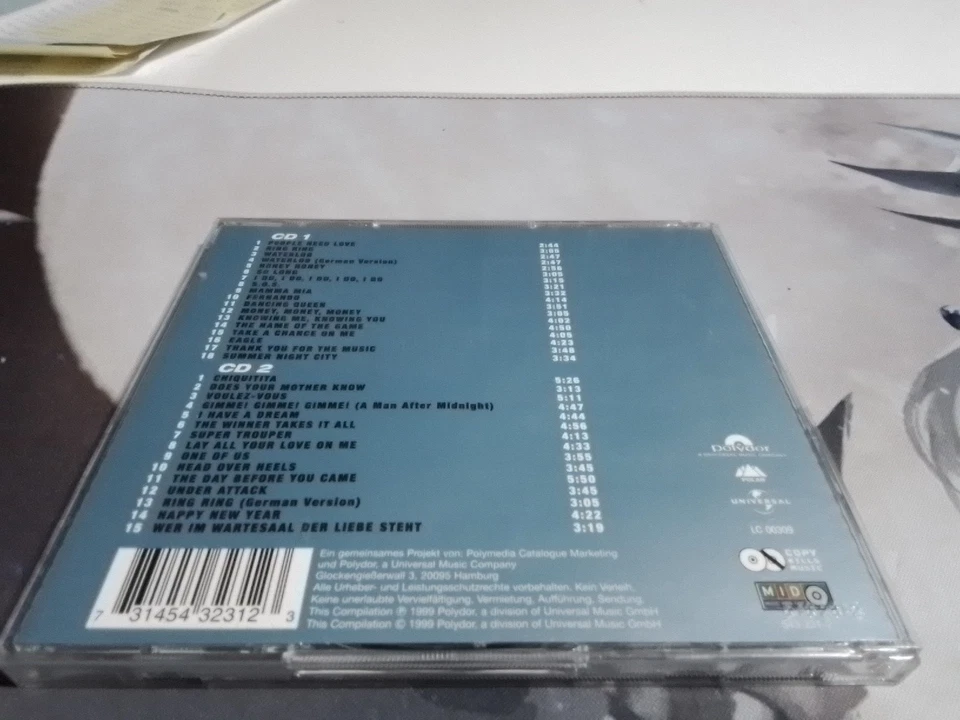 CD 1
1 PEOPLE NEED LOVE 2:44
2 RING RING
3 WATERLOO 2:47
4 WATERLOO (German Version) 2:47
5 HONEY HONEY 2:56
6 SO LONG 3:05
7 I DO, I DO, I DO, I DO, I DO 3:15
8 S.O.S. 3:21
9 MAMMA MIA 3:32
10 FERNANDO 4:14
11 DANCING QUEEN 3:51
12 MONEY, MONEY, MONEY 3:05
13 KNOWING ME, KNOWING YOU 4:02
14 THE NAME OF THE GAME 4:50
15 TAKE A CHANCE ON ME 4:05
16 EAGLE 4:23
17 THANK YOU FOR THE MUSIC 3:48
18 SUMMER NIGHT CITY 3:34
CD 2
1 CHIQUITITA 5:26
2 DOES YOUR MOTHER KNOW 3:13
3 VOULEZ-VOUS 5:11
4 GIMME! GIMME! GIMME! (A Man After Midnight) 4:47
5 I HAVE A DREAM 4:44
6 THE WINNER TAKES IT ALL 4:56
7 SUPER TROUPER 4:13
8 LAY ALL YOUR LOVE ON ME 4:33
9 ONE OF US 3:55
10 HEAD OVER HEELS 3:45
11 THE DAY BEFORE YOU CAME 5:50
12 UNDER ATTACK 3:45
13 RING RING (German Version) 3:05
14 HAPPY NEW YEAR 4:22
15 WER IM WARTESAAL DER LIEBE STEHT 3:19
Polydor
POLAR
UNIVERSAL
LC 00309
COPY
KILLS
MUSIC
MID
7 31454 32312 3
Ein gemeinsames Projekt von: Polymedia Catalogue Marketing
und Polydor, a Universal Music Company
Glockengießerwall 3, 20095 Hamburg
Alle Urheber- und Leistungsschutzrechte vorbehalten. Kein Verleih.
Keine unerlaubte Vervielfältigung, Vermietung, Aufführung, Sendung.
This Compilation ℗ 1999 Polydor, a division of Universal Music GmbH
This Compilation © 1999 Polydor, a division of Universal Music GmbH